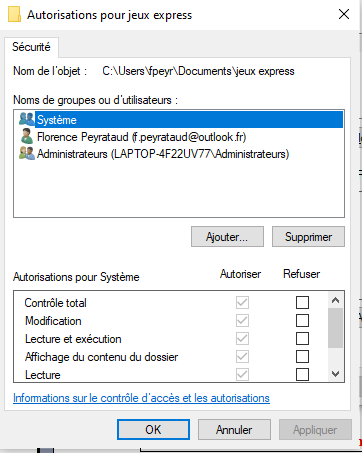 Autorisations pour jeux express
Sécurité
Nom de l'objet : C:\Users\fpeyr\Documents\jeux express
Noms de groupes ou d'utilisateurs :
Système
Florence Peyrataud (f.peyrataud@outlook.fr)
Administrateurs (LAPTOP-4F22UV77\Administrateurs)
Ajouter... Supprimer
Autorisations pour Système Autoriser Refuser
Contrôle total
Modification
Lecture et exécution
Affichage du contenu du dossier
Lecture
Informations sur le contrôle d'accès et les autorisations
OK Annuler Appliquer